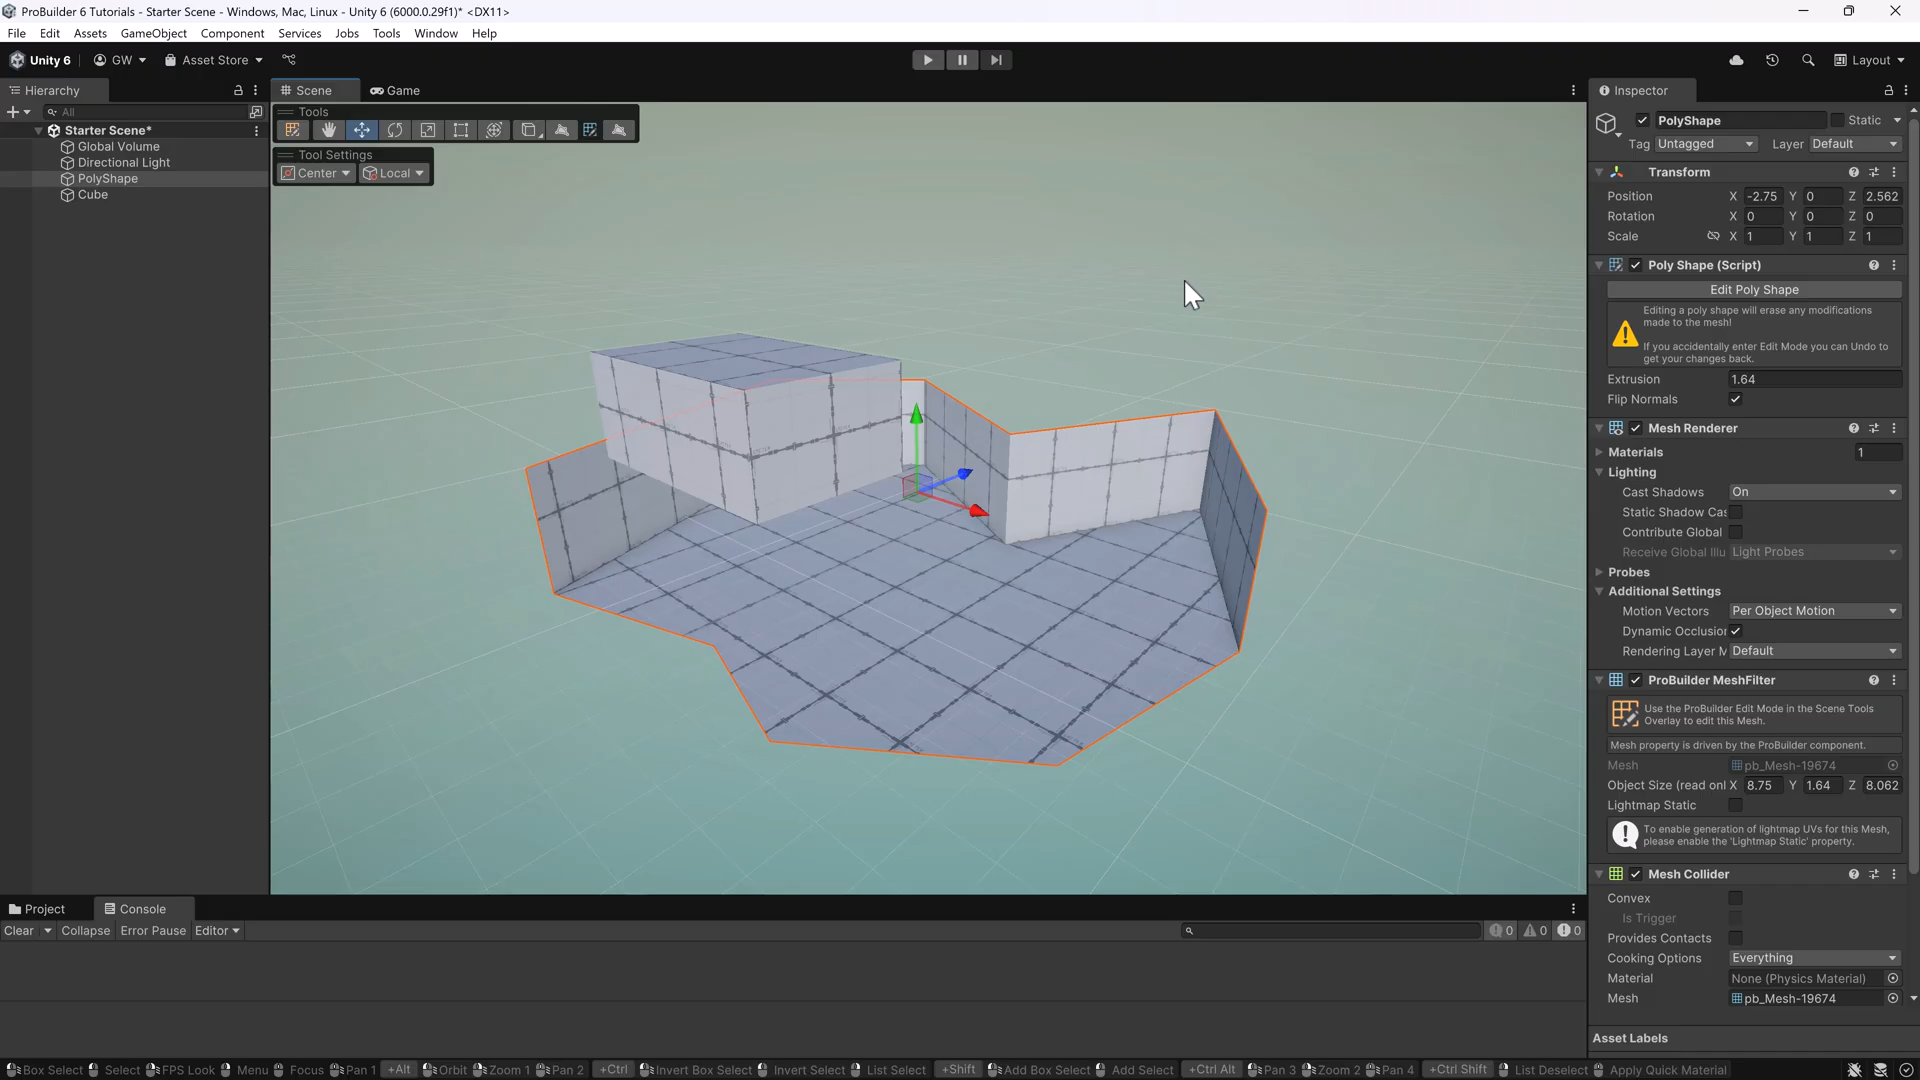 ProBuilder 6 Tutorials - Starter Scene - Windows, Mac, Linux - Unity 6 (6000.0.29f1)* <DX11>
File Edit Assets GameObject Component Services Jobs Tools Window Help
Unity 6 GW Asset Store Layout
Hierarchy
All
Starter Scene*
Global Volume
Directional Light
PolyShape
Cube
Scene Game
Tools
Tool Settings
Center Local
Inspector
PolyShape Static
Tag Untagged Layer Default
Transform
Position X -2.75 Y 0 Z 2.562
Rotation X 0 Y 0 Z 0
Scale X 1 Y 1 Z 1
Poly Shape (Script)
Edit Poly Shape
Editing a poly shape will erase any modifications
made to the mesh!
If you accidentally enter Edit Mode you can Undo to
get your changes back.
Extrusion 1.64
Flip Normals
Mesh Renderer
Materials 1
Lighting
Cast Shadows On
Static Shadow Cas
Contribute Global
Receive Global Illu Light Probes
Probes
Additional Settings
Motion Vectors Per Object Motion
Dynamic Occlusion
Rendering Layer M Default
ProBuilder MeshFilter
Use the ProBuilder Edit Mode in the Scene Tools
Overlay to edit this Mesh.
Mesh property is driven by the ProBuilder component.
Mesh pb_Mesh-19674
Object Size (read onl X 8.75 Y 1.64 Z 8.062
Lightmap Static
To enable generation of lightmap UVs for this Mesh,
please enable the 'Lightmap Static' property.
Mesh Collider
Convex
Is Trigger
Provides Contacts
Cooking Options Everything
Material None (Physics Material)
Mesh pb_Mesh-19674
Asset Labels
Project Console
Clear Collapse Error Pause Editor 0 0 0
Box Select Select FPS Look Menu Focus Pan 1 +Alt Orbit Zoom 1 Pan 2 +Ctrl Invert Box Select Invert Select List Select +Shift Add Box Select Add Select +Ctrl Alt Pan 3 Zoom 2 Pan 4 +Ctrl Shift List Deselect Apply Quick Material